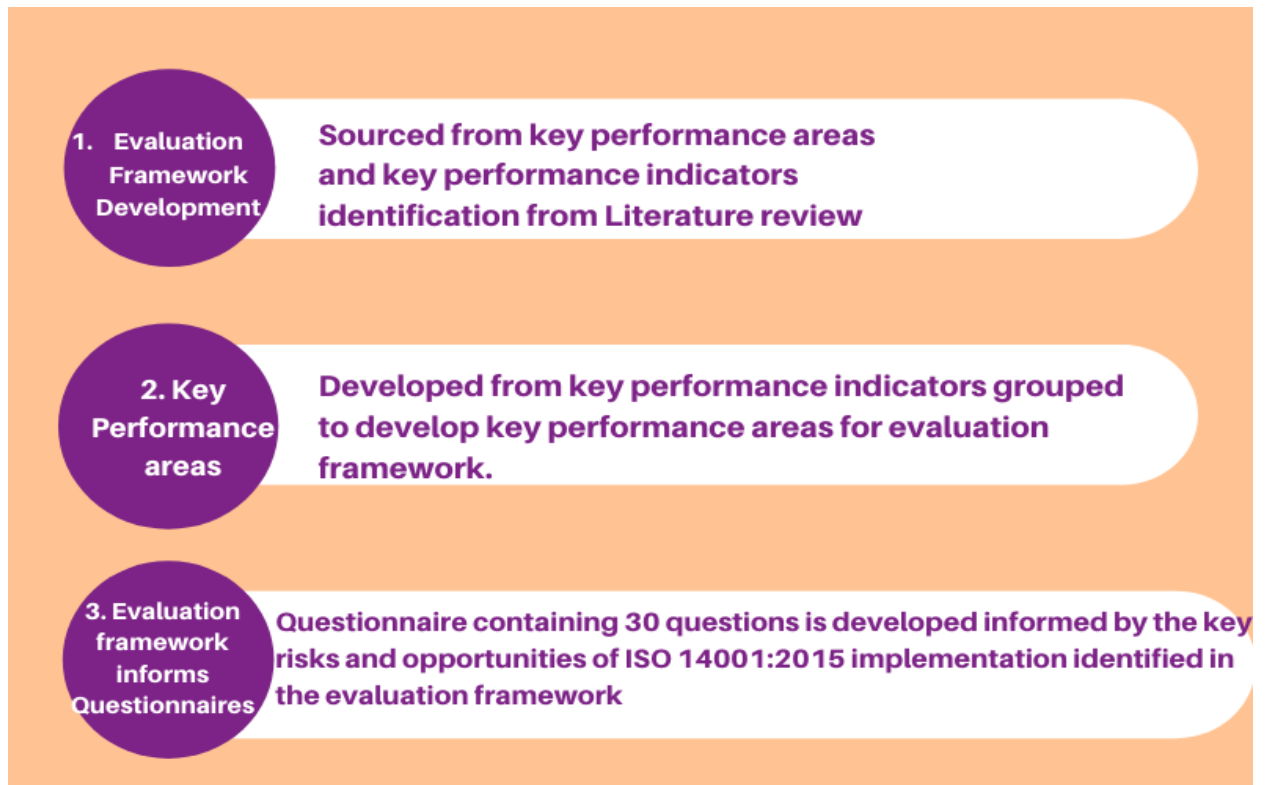 1. Evaluation
Framework
Development
Sourced from key performance areas
and key performance indicators
identification from Literature review
2. Key
Performance
areas
Developed from key performance indicators grouped
to develop key performance areas for evaluation
framework.
3. Evaluation
framework
informs
Questionnaires
Questionnaire containing 30 questions is developed informed by the key
risks and opportunities of ISO 14001:2015 implementation identified in
the evaluation framework